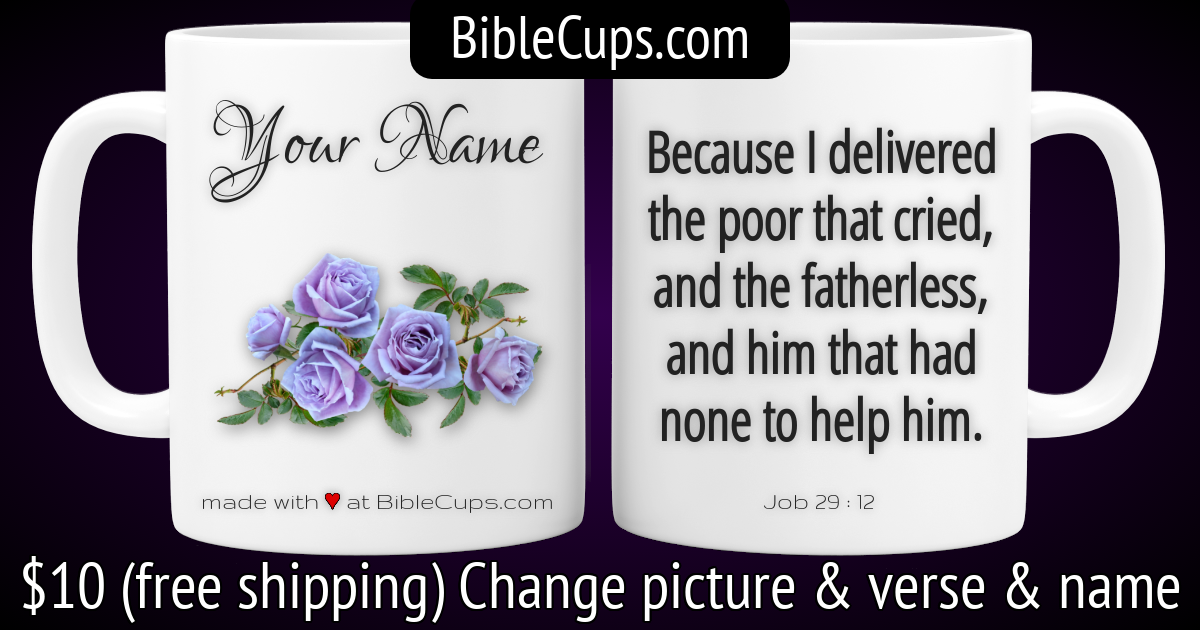 BibleCups.com
Your Name
made with ♥ at BibleCups.com
Because I delivered
the poor that cried,
and the fatherless,
and him that had
none to help him.
Job 29 : 12
$10 (free shipping) Change picture & verse & name